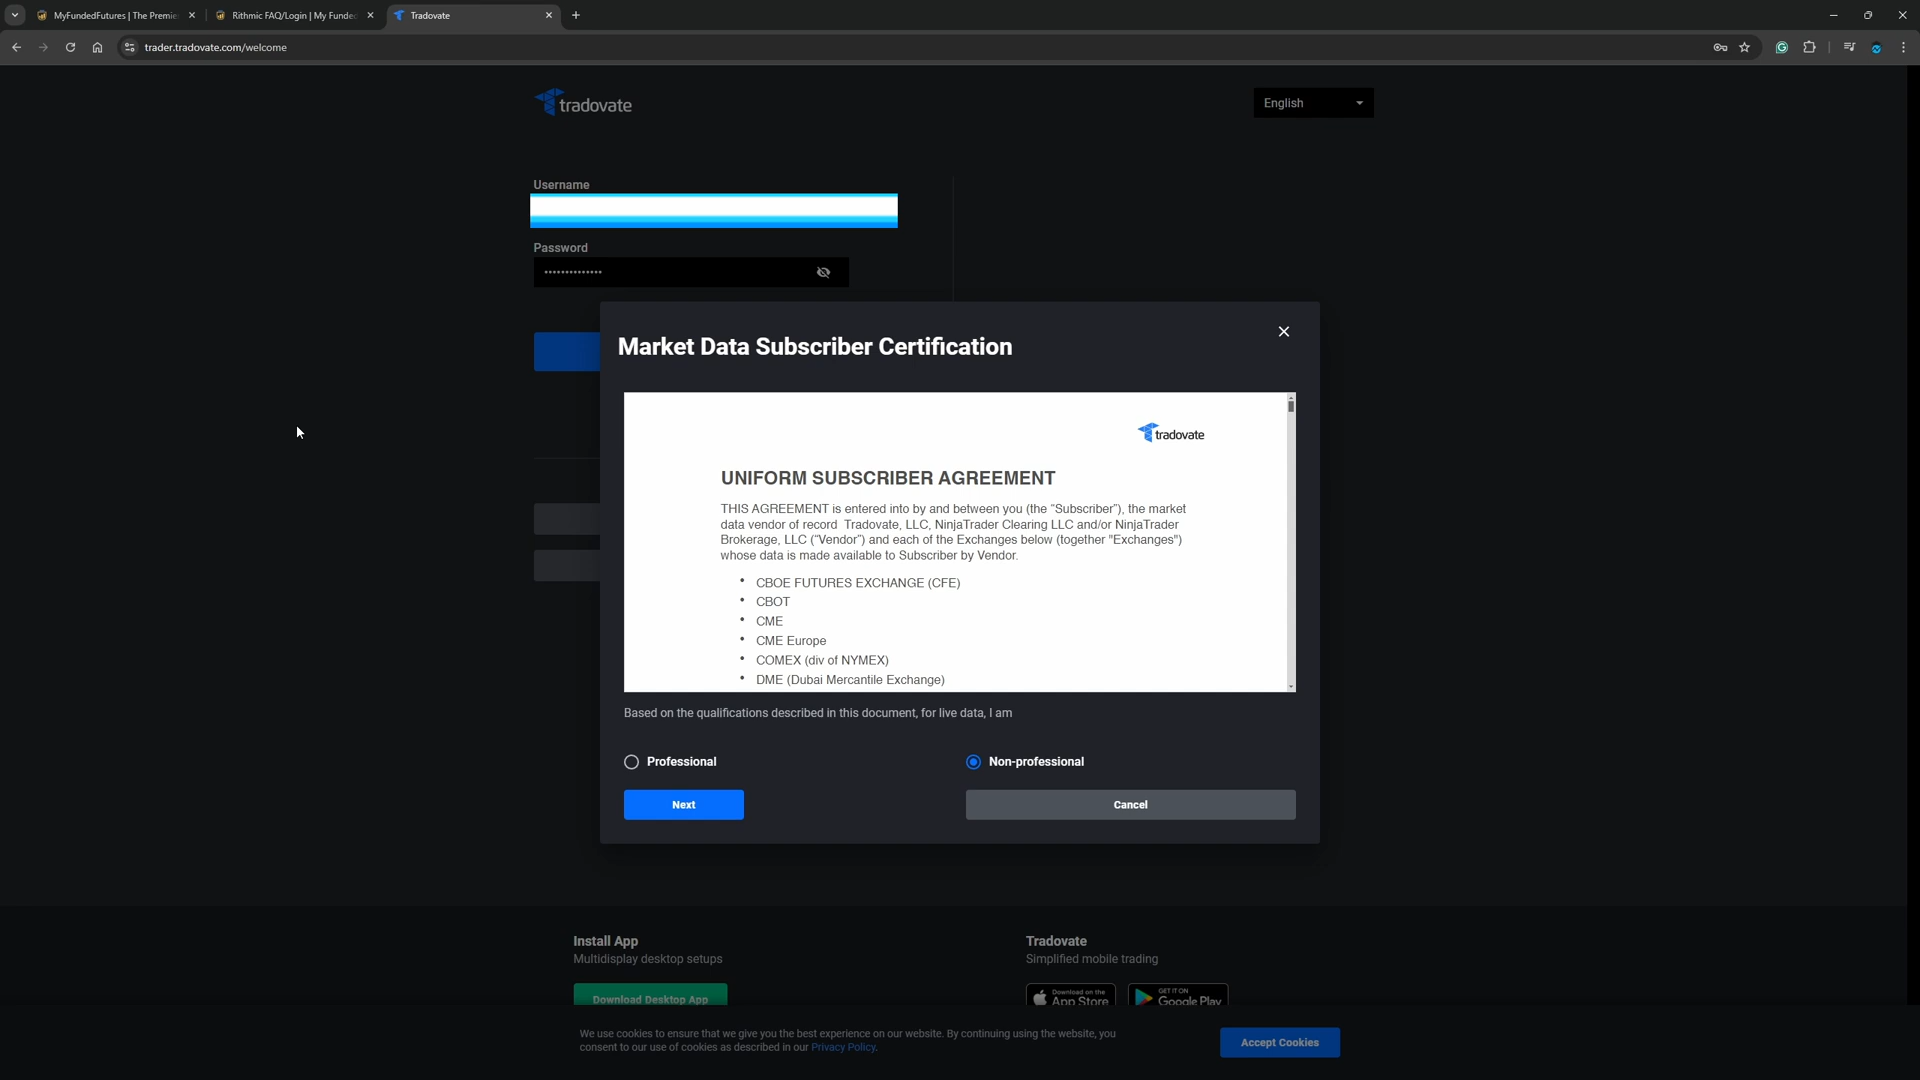 MyFundedFutures | The Premie
Rithmic FAQ/Login | My Funde
Tradovate
trader.tradovate.com/welcome
tradovate
English
Username
Password
••••••••••••••
Market Data Subscriber Certification
tradovate
UNIFORM SUBSCRIBER AGREEMENT
THIS AGREEMENT is entered into by and between you (the "Subscriber"), the market
data vendor of record Tradovate, LLC, NinjaTrader Clearing LLC and/or NinjaTrader
Brokerage, LLC ("Vendor") and each of the Exchanges below (together "Exchanges")
whose data is made available to Subscriber by Vendor.
• CBOE FUTURES EXCHANGE (CFE)
• CBOT
• CME
• CME Europe
• COMEX (div of NYMEX)
• DME (Dubai Mercantile Exchange)
Based on the qualifications described in this document, for live data, I am
Professional
Non-professional
Next
Cancel
Install App
Multidisplay desktop setups
Download Desktop App
Tradovate
Simplified mobile trading
Download on the
App Store
GET IT ON
Google Play
We use cookies to ensure that we give you the best experience on our website. By continuing using the website, you
consent to our use of cookies as described in our Privacy Policy.
Accept Cookies